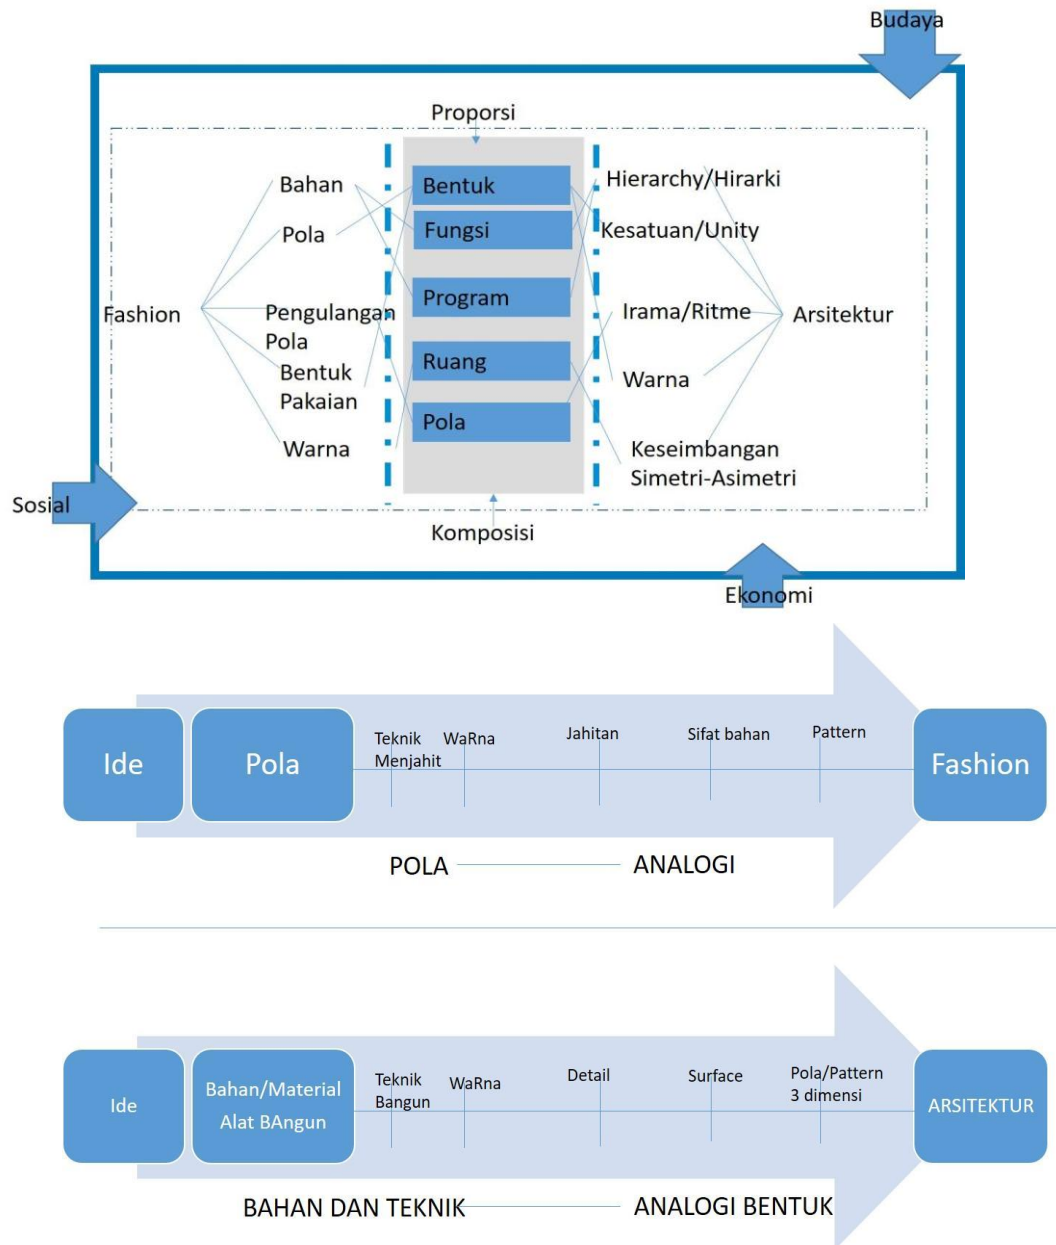 Budaya
Proporsi
Bahan
Pola
Fashion
Pengulangan
Pola
Bentuk
Pakaian
Warna
Bentuk
Fungsi
Program
Ruang
Pola
Hierarchy/Hirarki
Kesatuan/Unity
Irama/Ritme
Arsitektur
Warna
Keseimbangan
Simetri-Asimetri
Sosial
Komposisi
Ekonomi
Ide
Pola
Teknik
Menjahit
WaRna
Jahitan
Sifat bahan
Pattern
Fashion
POLA
ANALOGI
Ide
Bahan/Material
Alat BAngun
Teknik
Bangun
WaRna
Detail
Surface
Pola/Pattern
3 dimensi
ARSITEKTUR
BAHAN DAN TEKNIK
ANALOGI BENTUK